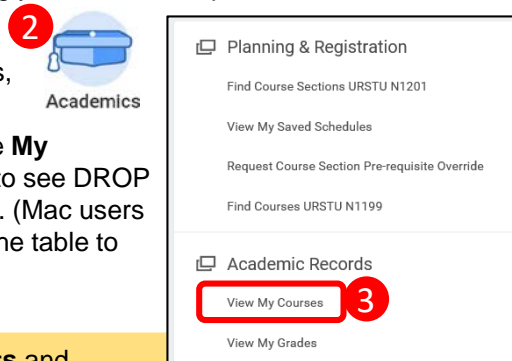 2
s,
Academics
e My
to see DROP
. (Mac users
ne table to
ss and
Planning & Registration
Find Course Sections URSTU N1201
View My Saved Schedules
Request Course Section Pre-requisite Override
Find Courses URSTU N1199
Academic Records
View My Courses
3
View My Grades